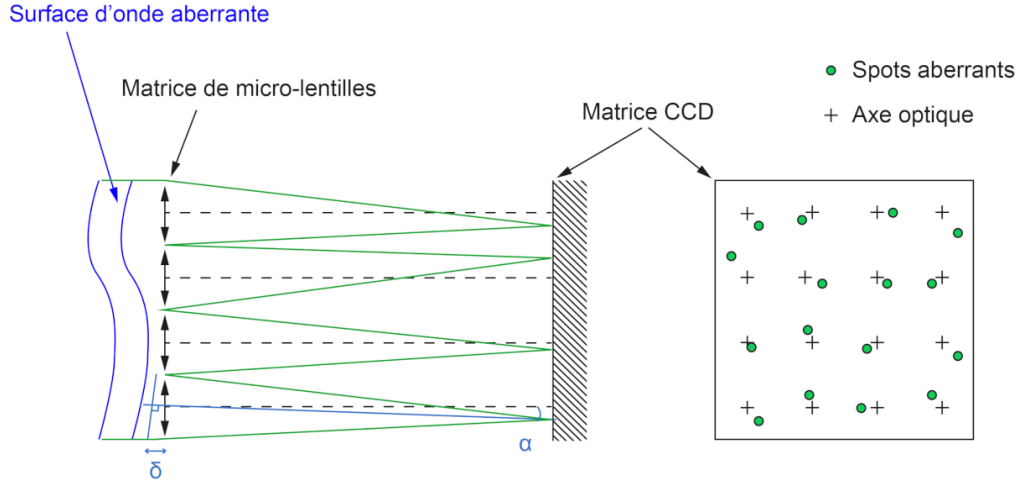 Surface d'onde aberrante
Matrice de micro-lentilles
Matrice CCD
Spots aberrants
Axe optique
α
δ